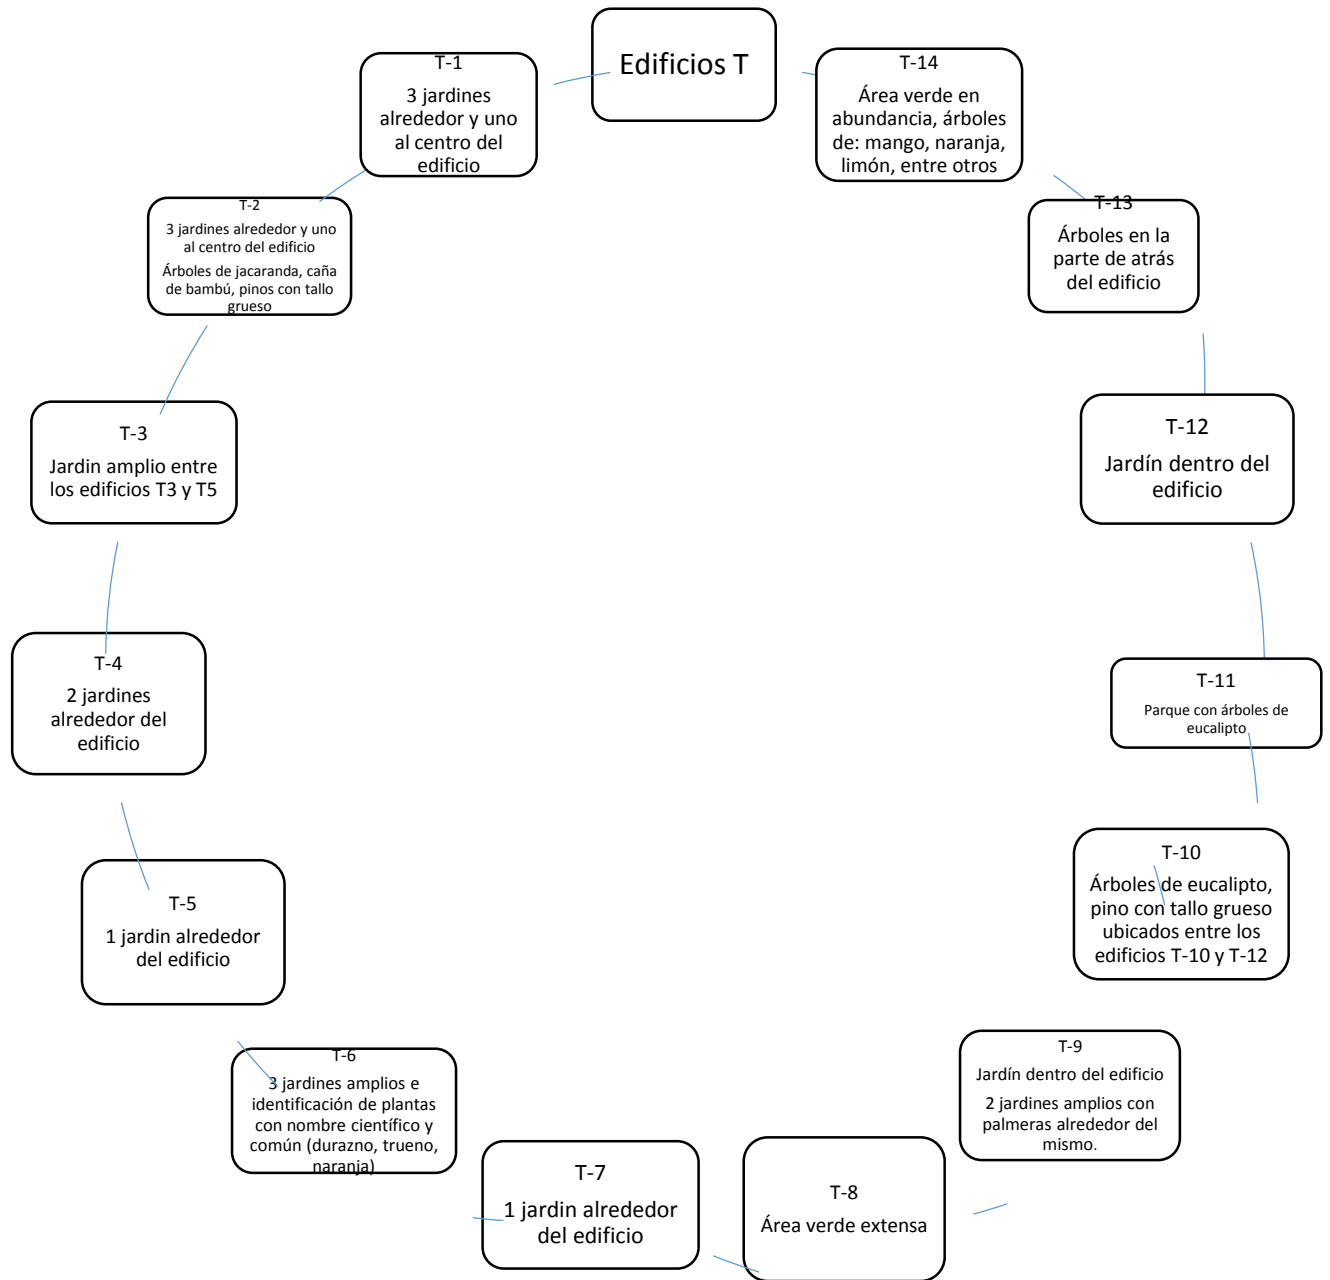 Edificios T
T-1
3 jardines
alrededor y uno
al centro del
edificio
T-2
3 jardines alrededor y uno
al centro del edificio
Árboles de jacaranda, caña
de bambú, pinos con tallo
grueso
T-3
Jardin amplio entre
los edificios T3 y T5
T-4
2 jardines
alrededor del
edificio
T-5
1 jardin alrededor
del edificio
T-6
3 jardines amplios e
identificación de plantas
con nombre científico y
común (durazno, trueno,
naranja)
T-7
1 jardin alrededor
del edificio
T-8
Área verde extensa
T-9
Jardín dentro del edificio
2 jardines amplios con
palmeras alrededor del
mismo.
T-10
Árboles de eucalipto,
pino con tallo grueso
ubicados entre los
edificios T-10 y T-12
T-11
Parque con árboles de
eucalipto
T-12
Jardín dentro del
edificio
T-13
Árboles en la
parte de atrás
del edificio
T-14
Área verde en
abundancia, árboles
de: mango, naranja,
limón, entre otros